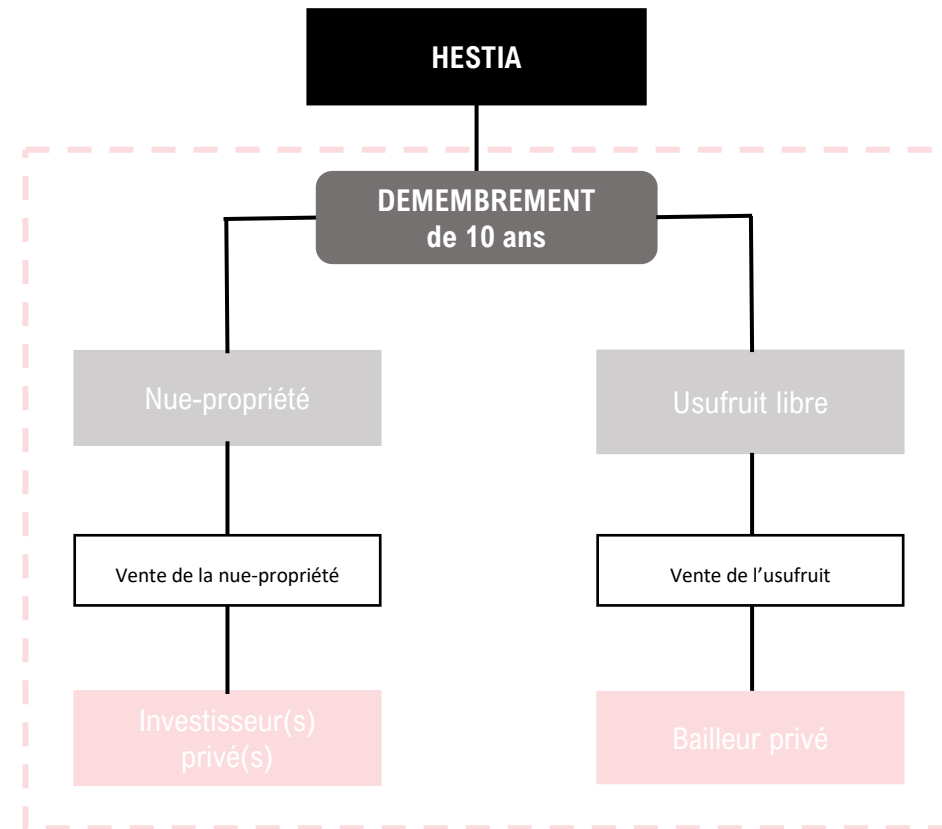 HESTIA
DEMEMBREMENT
de 10 ans
Nue-propriété
Usufruit libre
Vente de la nue-propriété
Vente de l’usufruit
Investisseur(s)
privé(s)
Bailleur privé